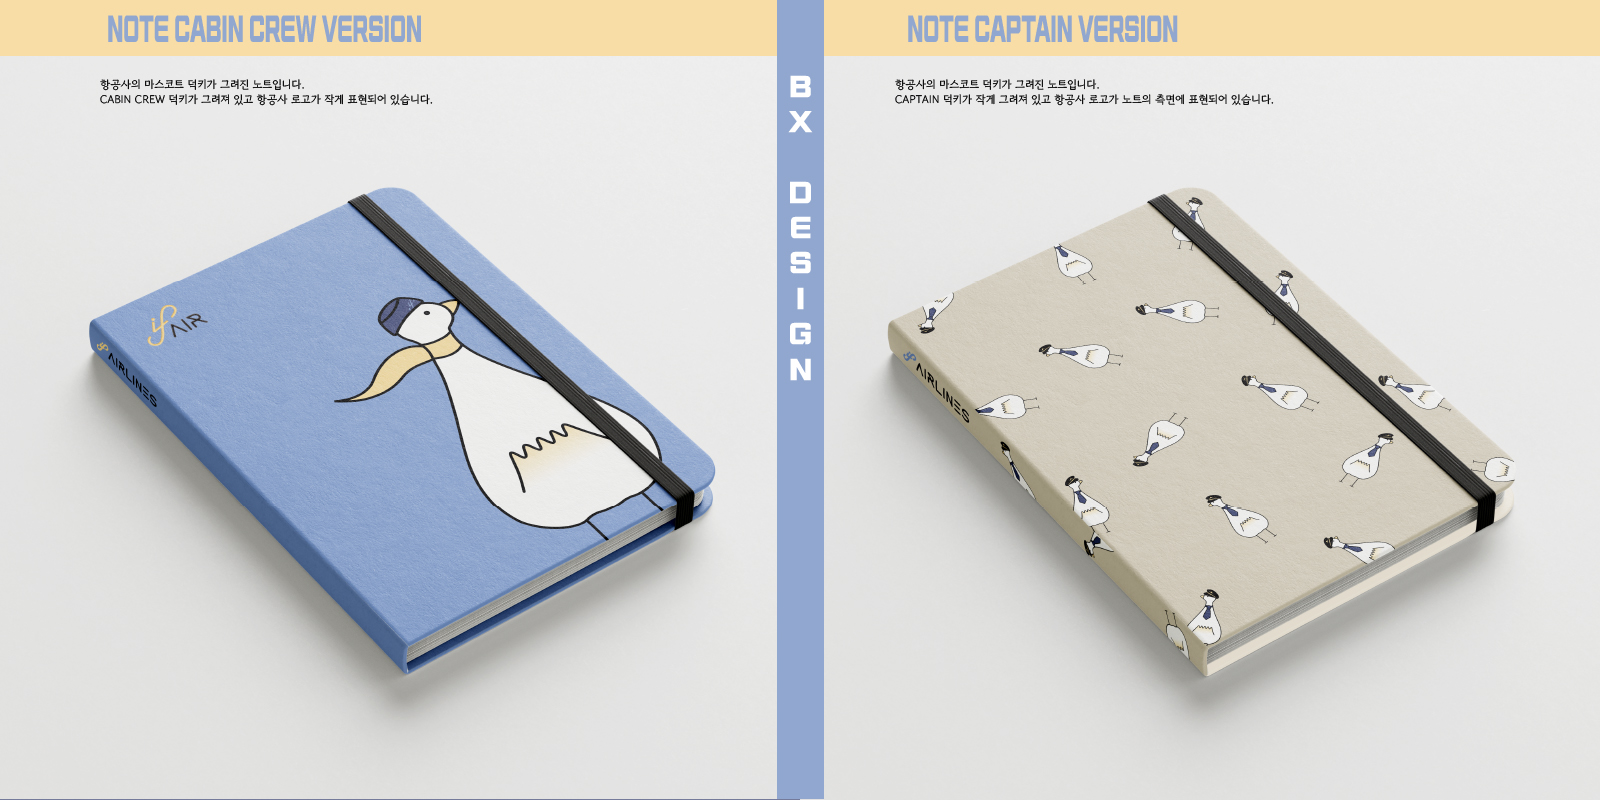 NOTE CABIN CREW VERSION
항공사의 마스코트 덕키가 그려진 노트입니다.
CABIN CREW 덕키가 그려져 있고 항공사 로고가 작게 표현되어 있습니다.
if AIR
if AIRLINES
BX DESIGN
NOTE CAPTAIN VERSION
항공사의 마스코트 덕키가 그려진 노트입니다.
CAPTAIN 덕키가 작게 그려져 있고 항공사 로고가 노트의 측면에 표현되어 있습니다.
if AIRLINES